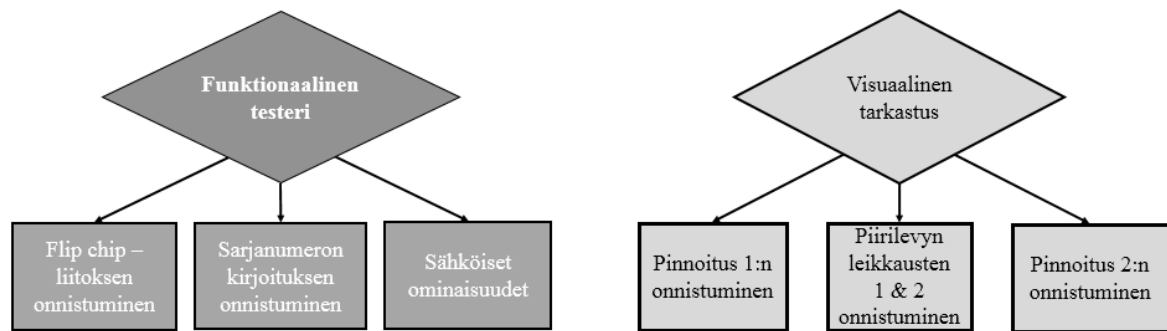 Funktionaalinen
testeri
Visuaalinen
tarkastus
Flip chip –
liitoksen
onnistuminen
Sarjanumeron
kirjoituksen
onnistuminen
Sähköiset
ominaisuudet
Pinnoitus 1:n
onnistuminen
Piirilevyn
leikkausten
1 & 2
onnistuminen
Pinnoitus 2:n
onnistuminen